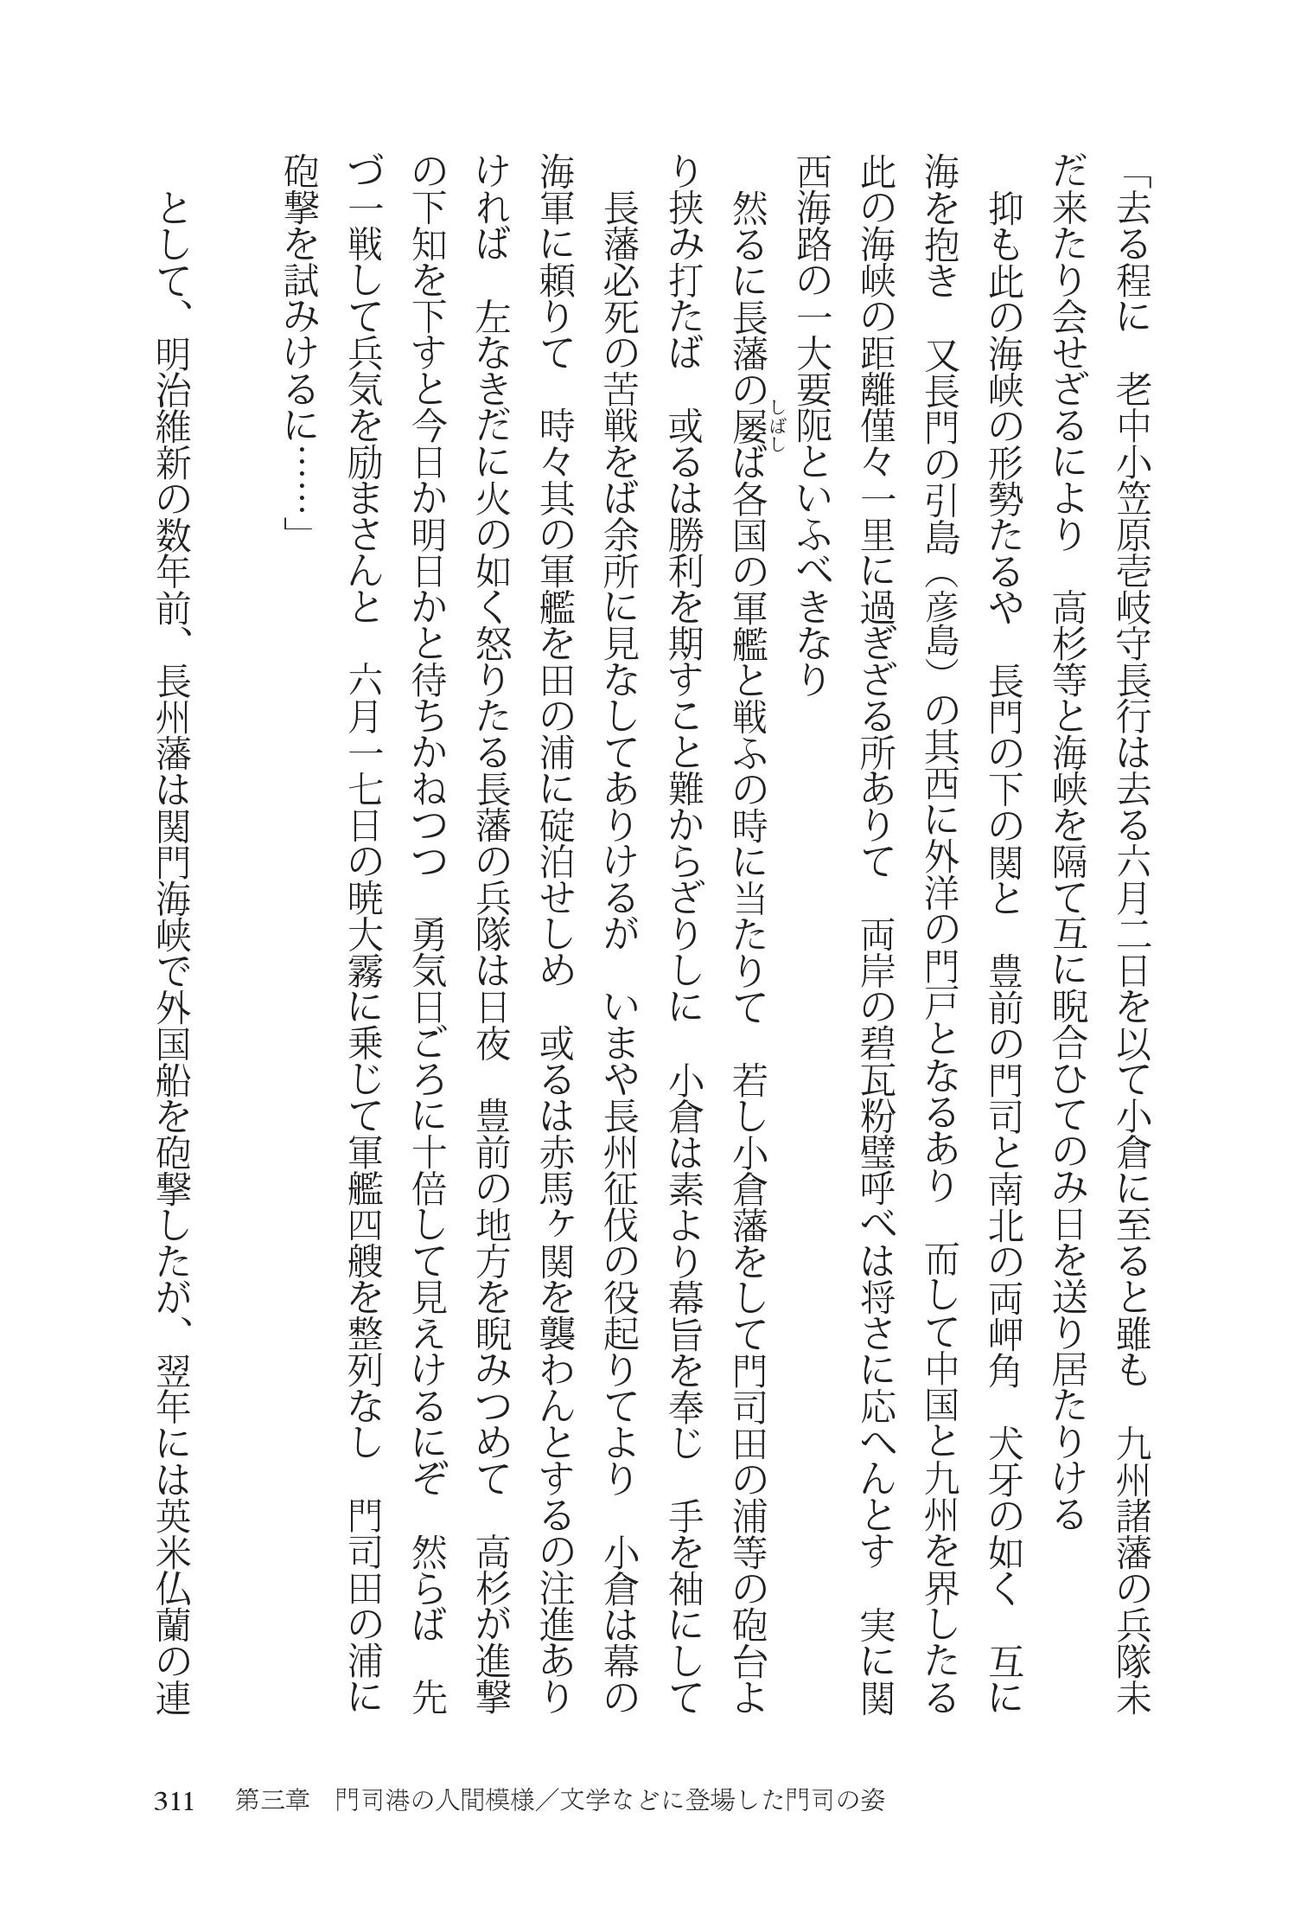 「去る程に　老中小笠原壱岐守長行は去る六月二日を以て小倉に至ると雖も　九州諸藩の兵隊未
だ来たり会せざるにより　高杉等と海峡を隔て互に睨合ひてのみ日を送り居たりける
　抑も此の海峡の形勢たるや　長門の下の関と　豊前の門司と南北の両岬角　犬牙の如く　互に
海を抱き　又長門の引島（彦島）の其西に外洋の門戸となるあり　而して中国と九州を界したる
此の海峡の距離僅々一里に過ぎざる所ありて　両岸の碧瓦粉璧呼べは将さに応へんとす　実に関
西海路の一大要阨といふべきなり
　然るに長藩の屡ば各国の軍艦と戦ふの時に当たりて　若し小倉藩をして門司田の浦等の砲台よ
しばし
り挟み打たば　或るは勝利を期すこと難からざりしに　小倉は素より幕旨を奉じ　手を袖にして
　長藩必死の苦戦をば余所に見なしてありけるが　いまや長州征伐の役起りてより　小倉は幕の
海軍に頼りて　時々其の軍艦を田の浦に碇泊せしめ　或るは赤馬ヶ関を襲わんとするの注進あり
ければ　左なきだに火の如く怒りたる長藩の兵隊は日夜　豊前の地方を睨みつめて　高杉が進撃
の下知を下すと今日か明日かと待ちかねつつ　勇気日ごろに十倍して見えけるにぞ　然らば　先
づ一戦して兵気を励まさんと　六月一七日の暁大霧に乗じて軍艦四艘を整列なし　門司田の浦に
砲撃を試みけるに……」
　として、明治維新の数年前、長州藩は関門海峡で外国船を砲撃したが、翌年には英米仏蘭の連
311　第三章　門司港の人間模様／文学などに登場した門司の姿